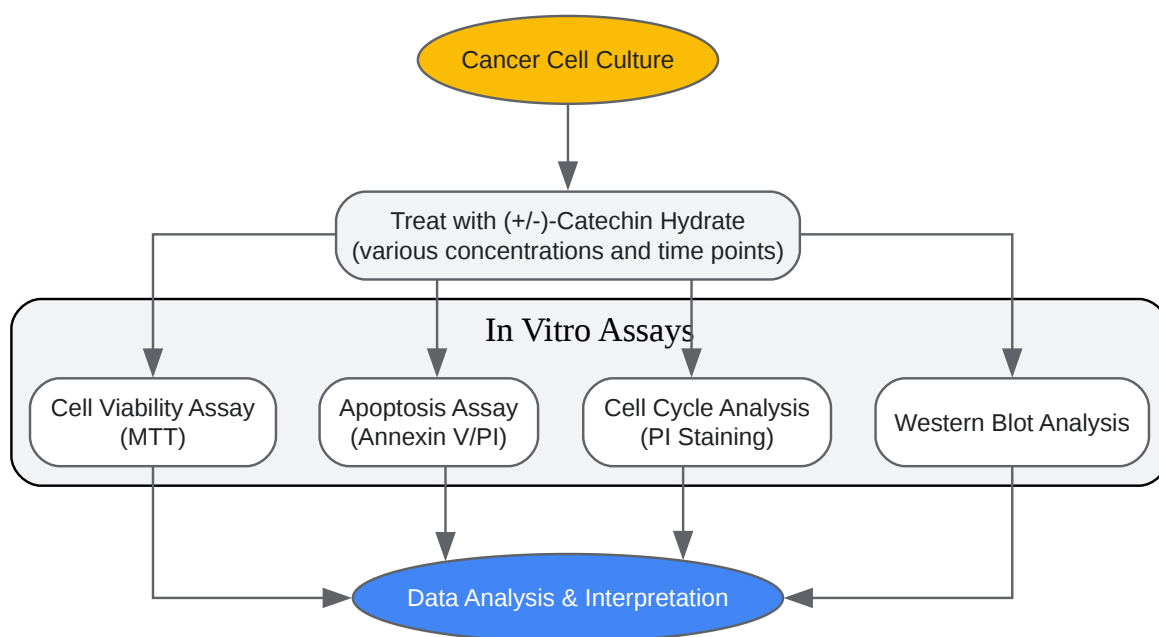 Cancer Cell Culture
Treat with (+/-)-Catechin Hydrate
(various concentrations and time points)
In Vitro Assays
Cell Viability Assay
(MTT)
Apoptosis Assay
(Annexin V/PI)
Cell Cycle Analysis
(PI Staining)
Western Blot Analysis
Data Analysis & Interpretation